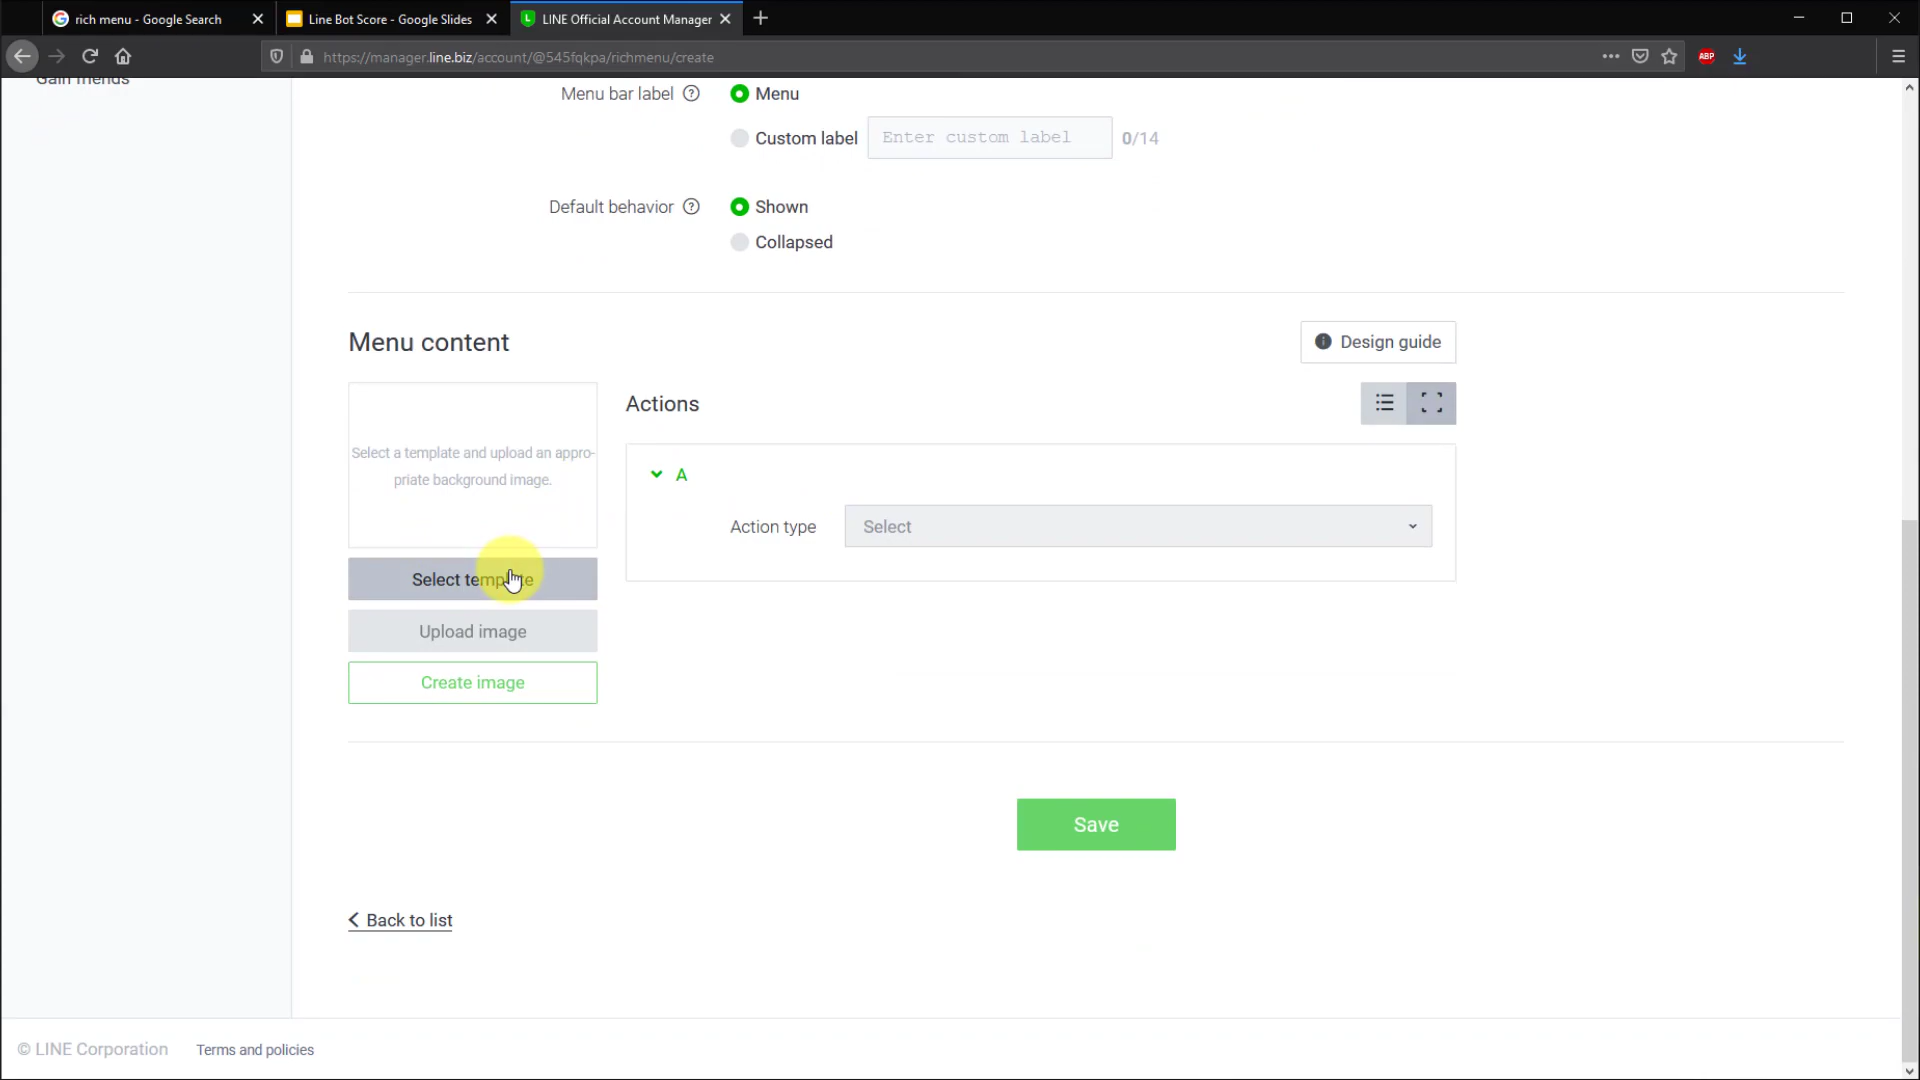 rich menu - Google Search
Line Bot Score - Google Slides
LINE Official Account Manager
https://manager.line.biz/account/@545fqkpa/richmenu/create
ABP
Gain friends
Menu bar label ?
Menu
Custom label
Enter custom label
0/14
Default behavior ?
Shown
Collapsed
Menu content
Design guide
Select a template and upload an appro-
priate background image.
Actions
A
Action type
Select
Select template
Upload image
Create image
Save
Back to list
© LINE Corporation
Terms and policies